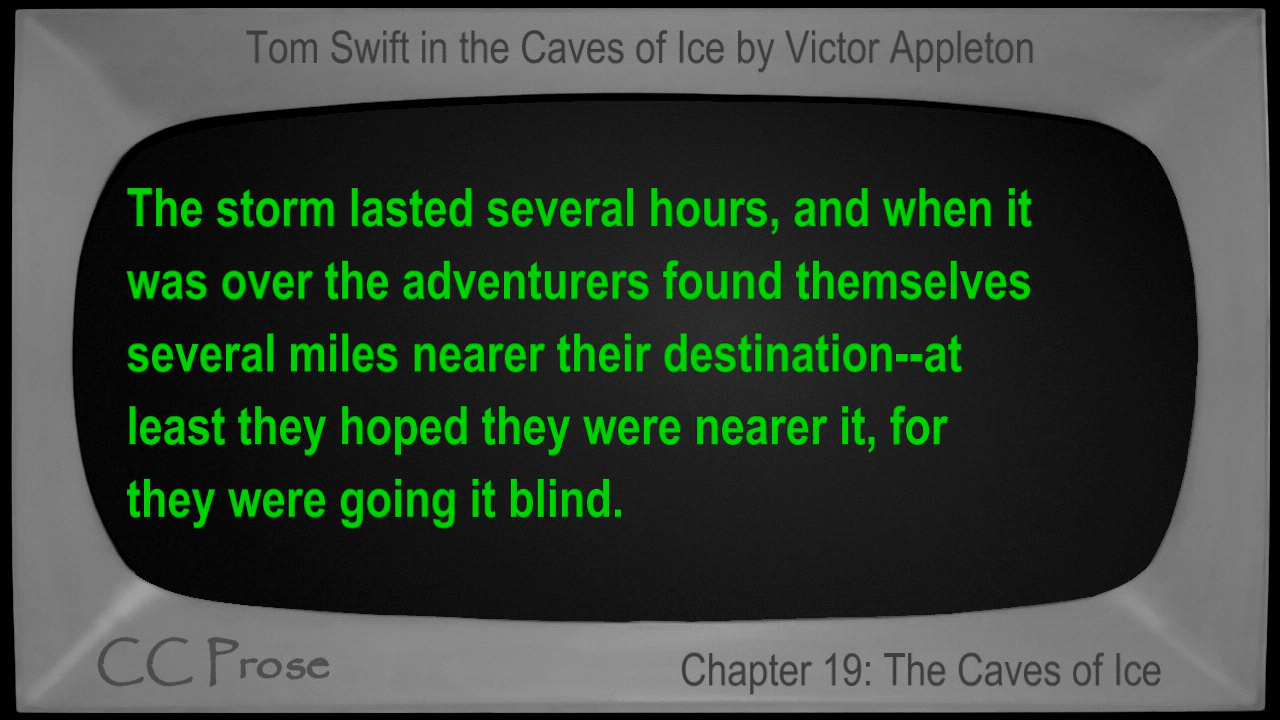 Tom Swift in the Caves of Ice by Victor Appleton
The storm lasted several hours, and when it
was over the adventurers found themselves
several miles nearer their destination--at
least they hoped they were nearer it, for
they were going it blind.
CC Prose
Chapter 19: The Caves of Ice